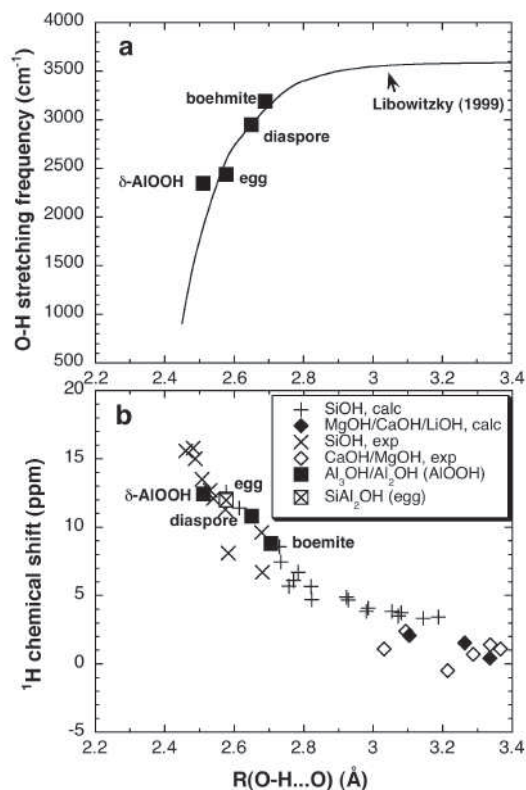 a
4000
3500
3000
2500
2000
1500
1000
500
O-H stretching frequency (cm⁻¹)
boehmite
Libowitzky (1999)
diaspore
δ-AlOOH
egg
2.2 2.4 2.6 2.8 3 3.2 3.4
b
20
15
10
5
0
-5
¹H chemical shift (ppm)
SiOH, calc
MgOH/CaOH/LiOH, calc
SiOH, exp
CaOH/MgOH, exp
Al₃OH/Al₂OH (AlOOH)
SiAl₂OH (egg)
egg
δ-AlOOH
diaspore
boemite
2.2 2.4 2.6 2.8 3 3.2 3.4
R(O-H...O) (Å)